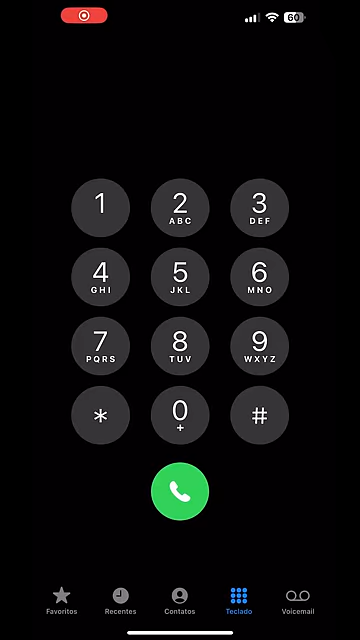 60
1 2 3
ABC DEF
4 5 6
GHI JKL MNO
7 8 9
PQRS TUV WXYZ
* 0 #
+
Favoritos Recentes Contatos Teclado Voicemail